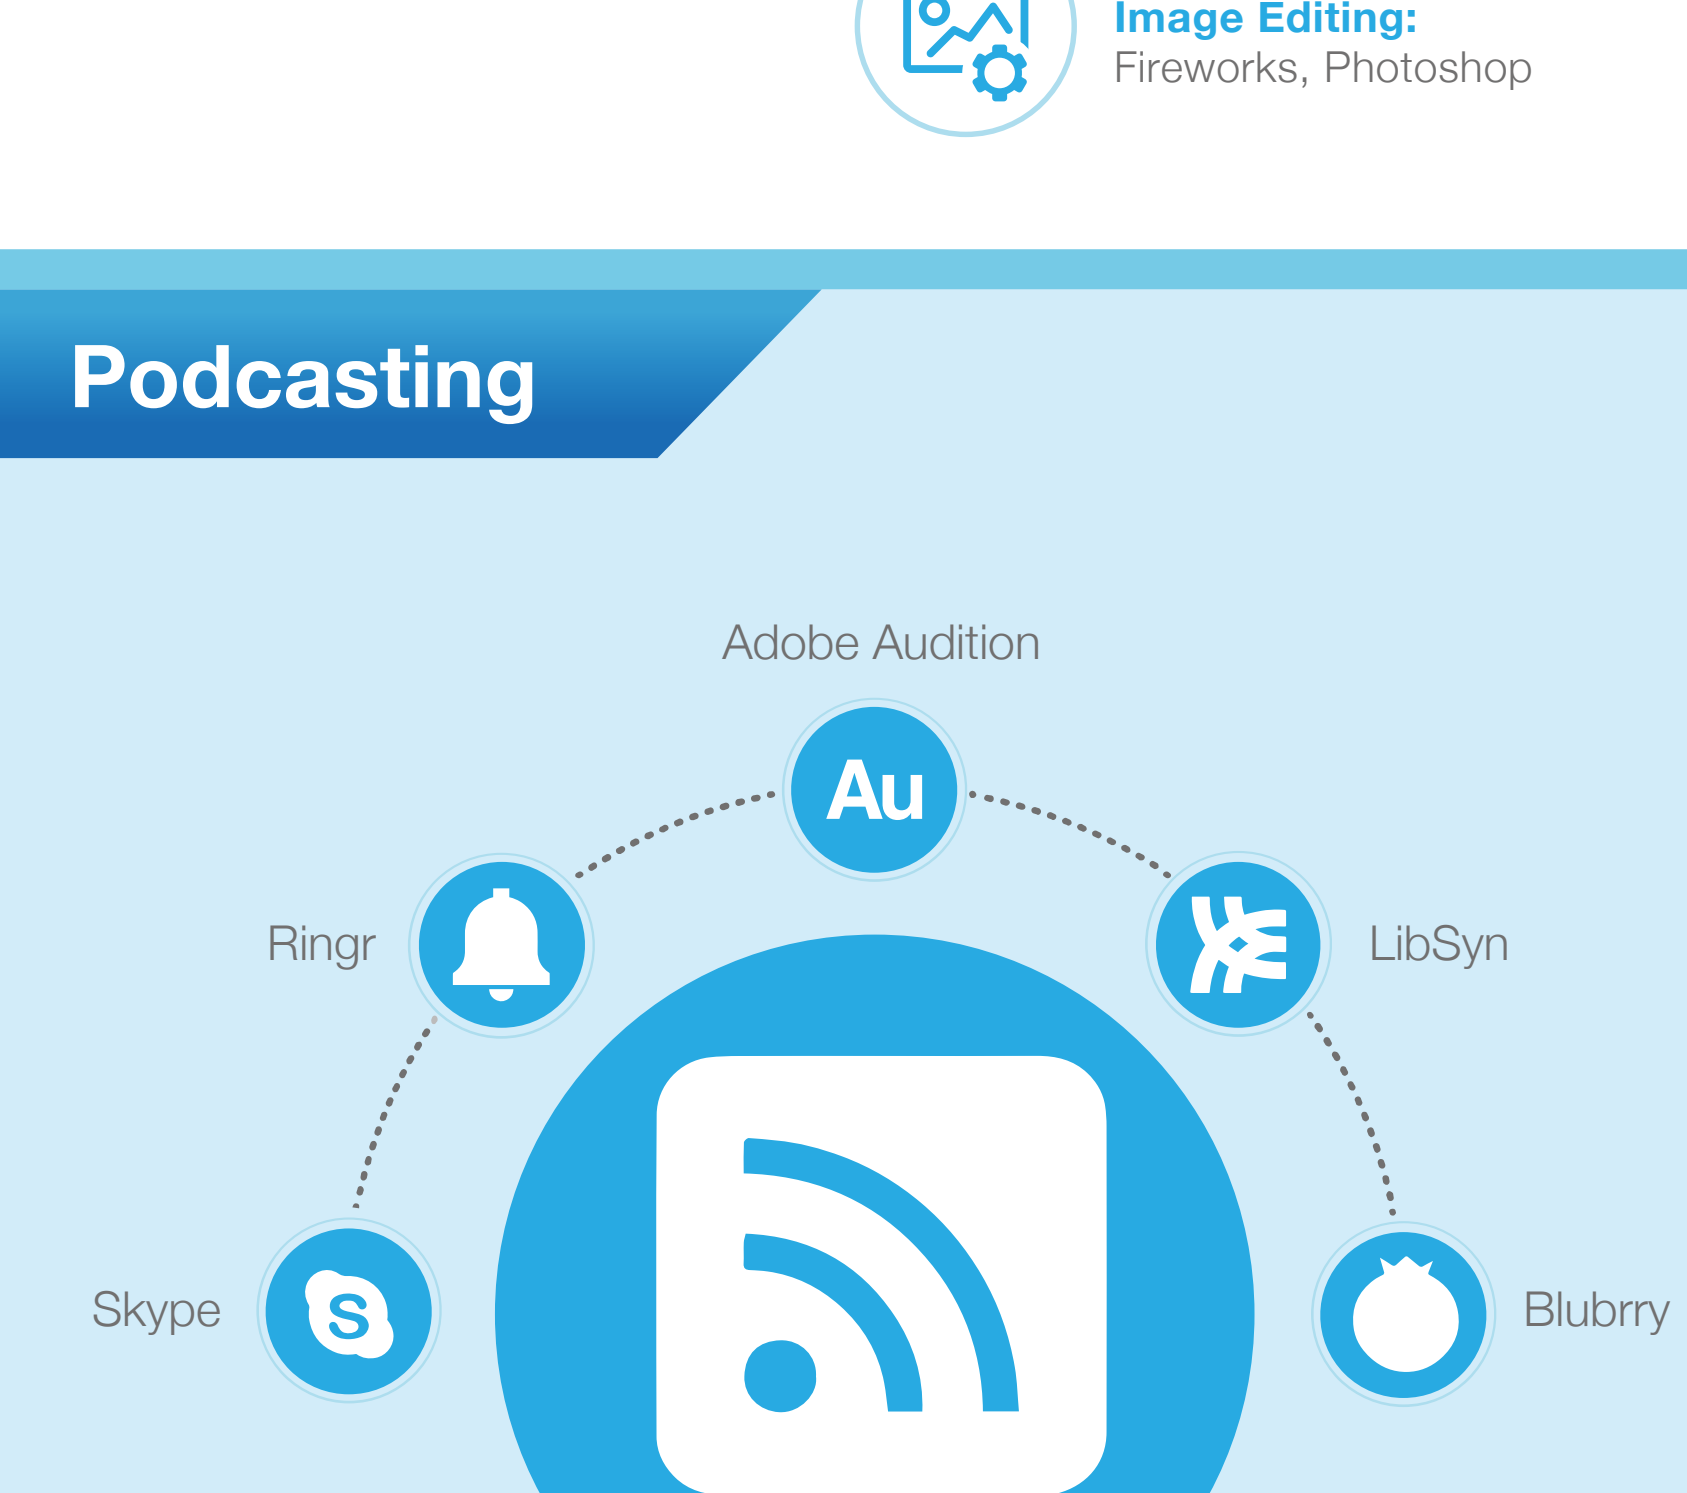 Image Editing:
Fireworks, Photoshop
Podcasting
Adobe Audition
Au
Ringr
LibSyn
Skype
S
Blubrry